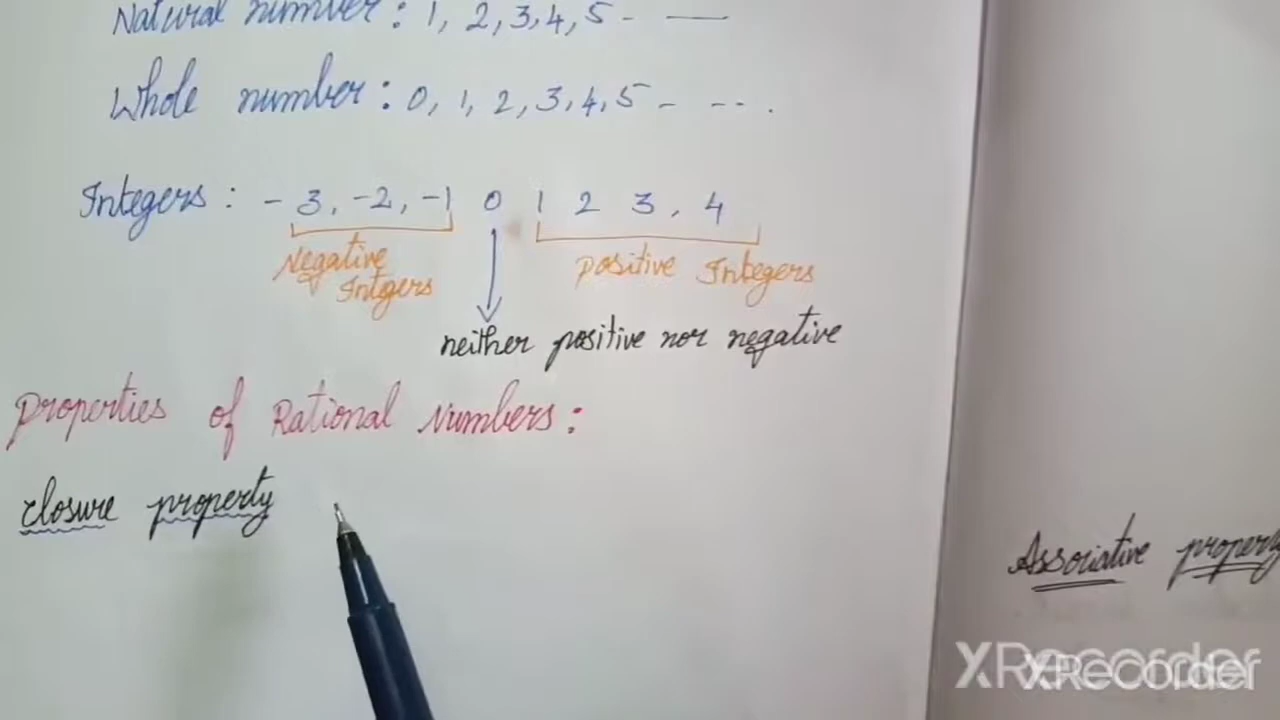 Natural number : 1, 2, 3, 4, 5 - —
Whole number : 0, 1, 2, 3, 4, 5 - - - .
Integers : - 3, -2, -1 0 1 2 3, 4
Negative
Intgers
positive Integers
neither positive nor negative
Properties of Rational Numbers :
closure property
Associative property
XRecorder
XRecorder